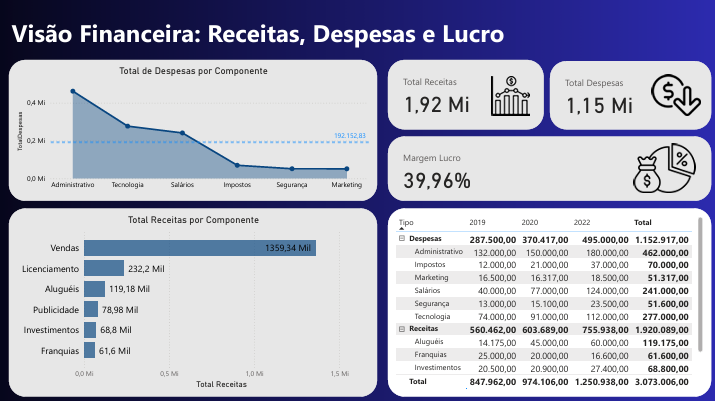 Visão Financeira: Receitas, Despesas e Lucro
Total de Despesas por Componente
TotalDespesas
0,4 Mi
0,2 Mi
0,0 Mi
192.152,83
Administrativo Tecnologia Salários Impostos Segurança Marketing
Total Receitas
1,92 Mi
Total Despesas
1,15 Mi
Margem Lucro
39,96%
Total Receitas por Componente
Vendas 1359,34 Mil
Licenciamento 232,2 Mil
Aluguéis 119,18 Mil
Publicidade 78,98 Mil
Investimentos 68,8 Mil
Franquias 61,6 Mil
0,0 Mi 0,5 Mi 1,0 Mi 1,5 Mi
Total Receitas
Tipo 2019 2020 2022 Total
Despesas 287.500,00 370.417,00 495.000,00 1.152.917,00
Administrativo 132.000,00 150.000,00 180.000,00 462.000,00
Impostos 12.000,00 21.000,00 37.000,00 70.000,00
Marketing 16.500,00 16.317,00 18.500,00 51.317,00
Salários 40.000,00 77.000,00 124.000,00 241.000,00
Segurança 13.000,00 15.100,00 23.500,00 51.600,00
Tecnologia 74.000,00 91.000,00 112.000,00 277.000,00
Receitas 560.462,00 603.689,00 755.938,00 1.920.089,00
Aluguéis 14.175,00 45.000,00 60.000,00 119.175,00
Franquias 25.000,00 20.000,00 16.600,00 61.600,00
Investimentos 20.500,00 20.900,00 27.400,00 68.800,00
Total 847.962,00 974.106,00 1.250.938,00 3.073.006,00